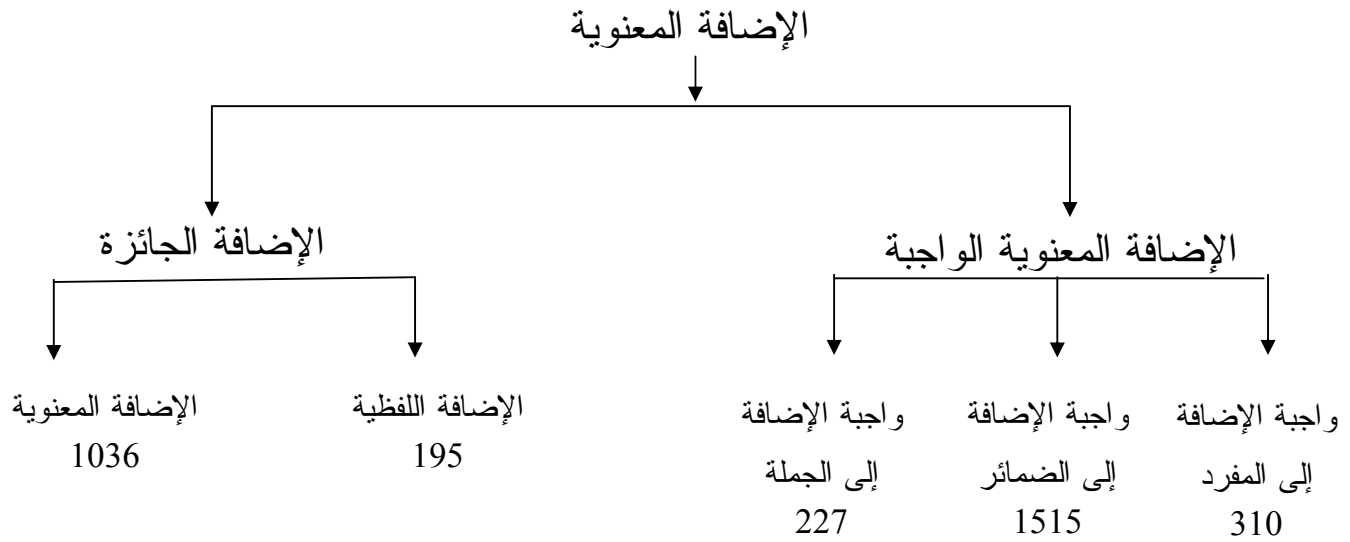 الإضافة المعنوية
الإضافة المعنوية الواجبة
الإضافة الجائزة
واجبة الإضافة
إلى المفرد
310
واجبة الإضافة
إلى الضمائر
1515
واجبة الإضافة
إلى الجملة
227
الإضافة اللفظية
195
الإضافة المعنوية
1036